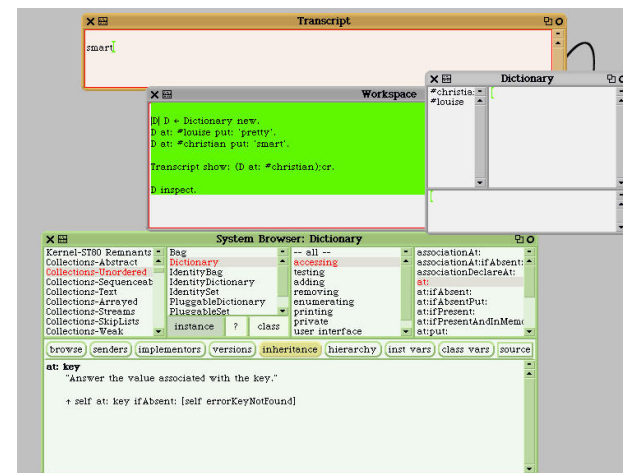 Transcript
smart
Dictionary
#christia:
#louise
Workspace
|D| D ← Dictionary new.
D at: #louise put: 'pretty'.
D at: #christian put: 'smart'.
Transcript show: (D at: #christian);cr.
D inspect.
System Browser: Dictionary
Kernel-ST80 Remnants
Collections-Abstract
Collections-Unordered
Collections-Sequenceab
Collections-Text
Collections-Arrayed
Collections-Streams
Collections-SkipLists
Collections-Weak
Bag
Dictionary
IdentityBag
IdentityDictionary
IdentitySet
PluggableDictionary
PluggableSet
instance ? class
-- all --
accessing
testing
adding
removing
enumerating
printing
private
user interface
associationAt:
associationAt:ifAbsent:
associationDeclareAt:
at:
at:ifAbsent:
at:ifAbsentPut:
at:ifPresent:
at:ifPresentAndInMemo
at:put:
browse senders implementors versions inheritance hierarchy inst vars class vars source
at: key
"Answer the value associated with the key."
↑ self at: key ifAbsent: [self errorKeyNotFound]